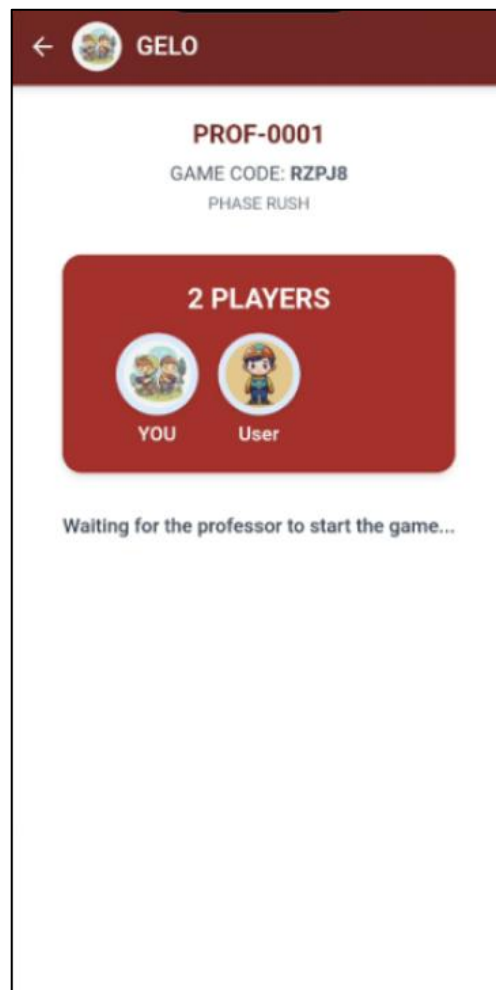 GELO
PROF-0001
GAME CODE: RZPJ8
PHASE RUSH
2 PLAYERS
YOU User
Waiting for the professor to start the game...